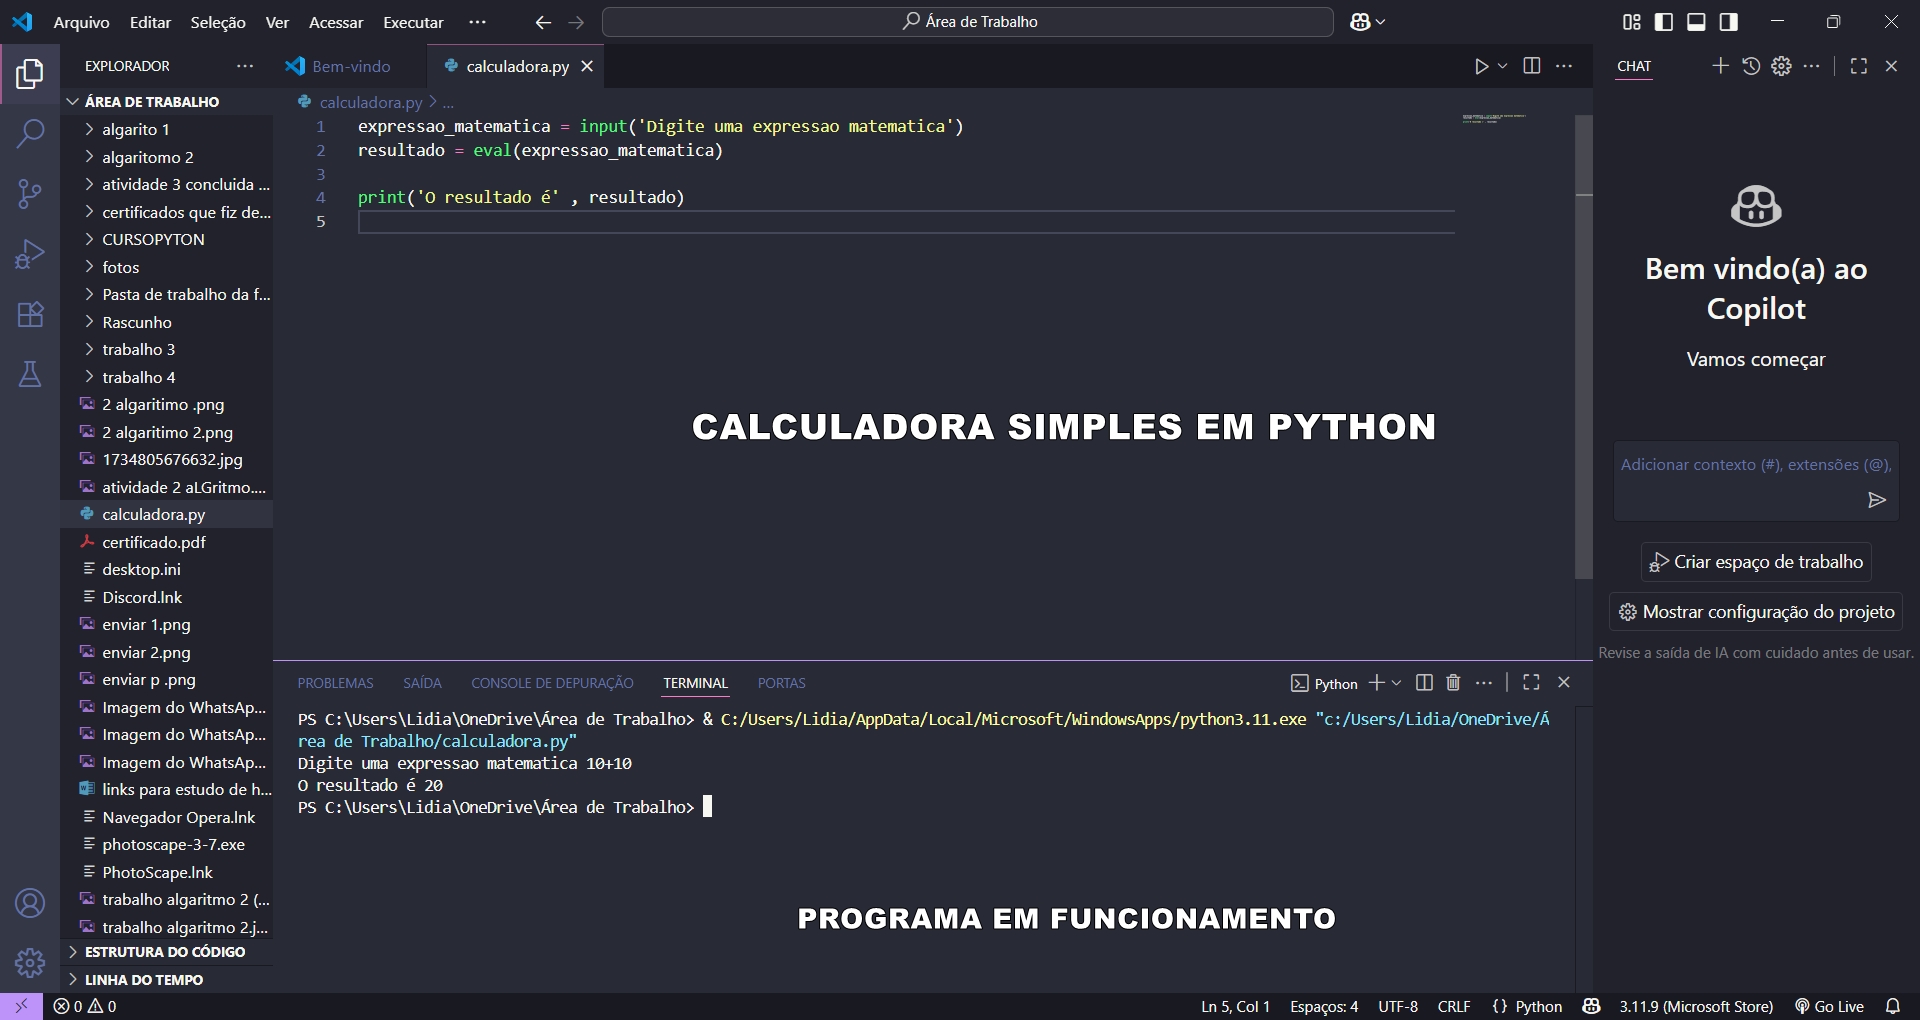 Arquivo Editar Seleção Ver Acessar Executar ···
Área de Trabalho
EXPLORADOR ···
ÁREA DE TRABALHO
algarito 1
algaritomo 2
atividade 3 concluida ...
certificados que fiz de...
CURSOPYTON
fotos
Pasta de trabalho da f...
Rascunho
trabalho 3
trabalho 4
2 algaritimo .png
2 algaritimo 2.png
1734805676632.jpg
atividade 2 aLGritmo....
calculadora.py
certificado.pdf
desktop.ini
Discord.lnk
enviar 1.png
enviar 2.png
enviar p .png
Imagem do WhatsAp...
Imagem do WhatsAp...
Imagem do WhatsAp...
links para estudo de h...
Navegador Opera.lnk
photoscape-3-7.exe
PhotoScape.lnk
trabalho algaritmo 2 (...
trabalho algaritmo 2.j...
ESTRUTURA DO CÓDIGO
LINHA DO TEMPO
Bem-vindo
calculadora.py
calculadora.py > ...
1 expressao_matematica = input('Digite uma expressao matematica')
2 resultado = eval(expressao_matematica)
3
4 print('O resultado é' , resultado)
5
CALCULADORA SIMPLES EM PYTHON
PROBLEMAS SAÍDA CONSOLE DE DEPURAÇÃO TERMINAL PORTAS
Python
PS C:\Users\Lidia\OneDrive\Área de Trabalho> & C:/Users/Lidia/AppData/Local/Microsoft/WindowsApps/python3.11.exe "c:/Users/Lidia/OneDrive/Á
rea de Trabalho/calculadora.py"
Digite uma expressao matematica 10+10
O resultado é 20
PS C:\Users\Lidia\OneDrive\Área de Trabalho>
PROGRAMA EM FUNCIONAMENTO
CHAT
Bem vindo(a) ao
Copilot
Vamos começar
Adicionar contexto (#), extensões (@),
Criar espaço de trabalho
Mostrar configuração do projeto
Revise a saída de IA com cuidado antes de usar.
0 0
Ln 5, Col 1 Espaços: 4 UTF-8 CRLF {} Python 3.11.9 (Microsoft Store) Go Live